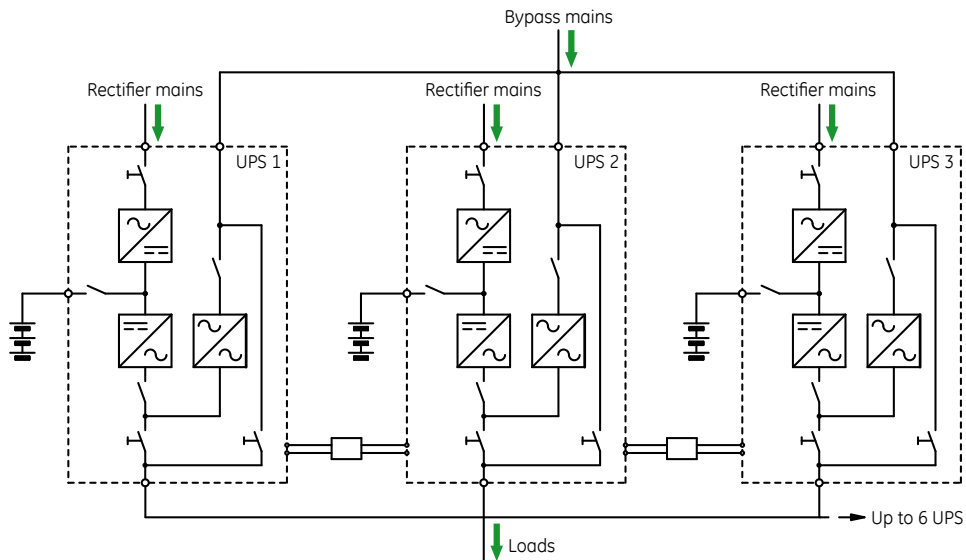 Bypass mains
Rectifier mains
Rectifier mains
Rectifier mains
UPS 1
UPS 2
UPS 3
Up to 6 UPS
Loads